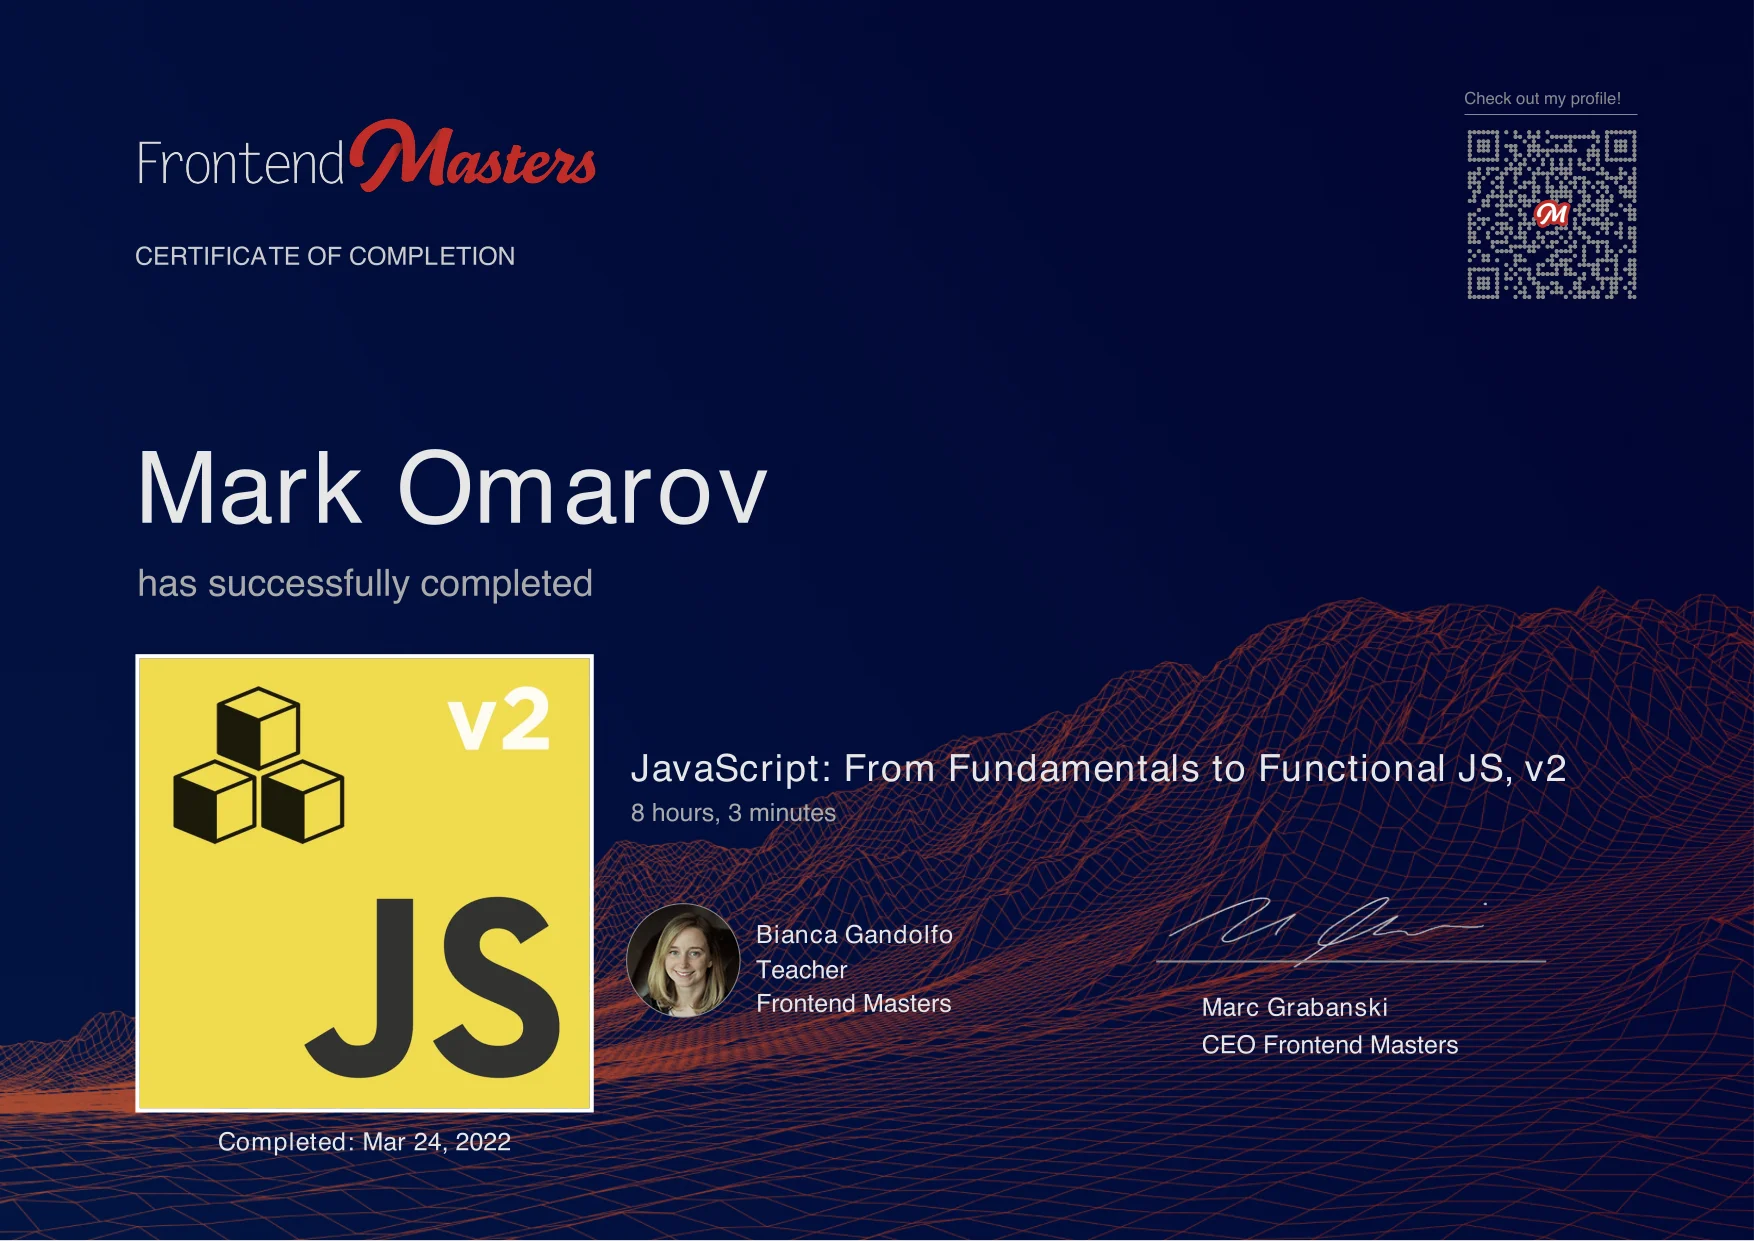 Check out my profile!
Frontend Masters
M
CERTIFICATE OF COMPLETION
Mark Omarov
has successfully completed
v2
JS
JavaScript: From Fundamentals to Functional JS, v2
8 hours, 3 minutes
Bianca Gandolfo
Teacher
Frontend Masters
Marc Grabanski
CEO Frontend Masters
Completed: Mar 24, 2022